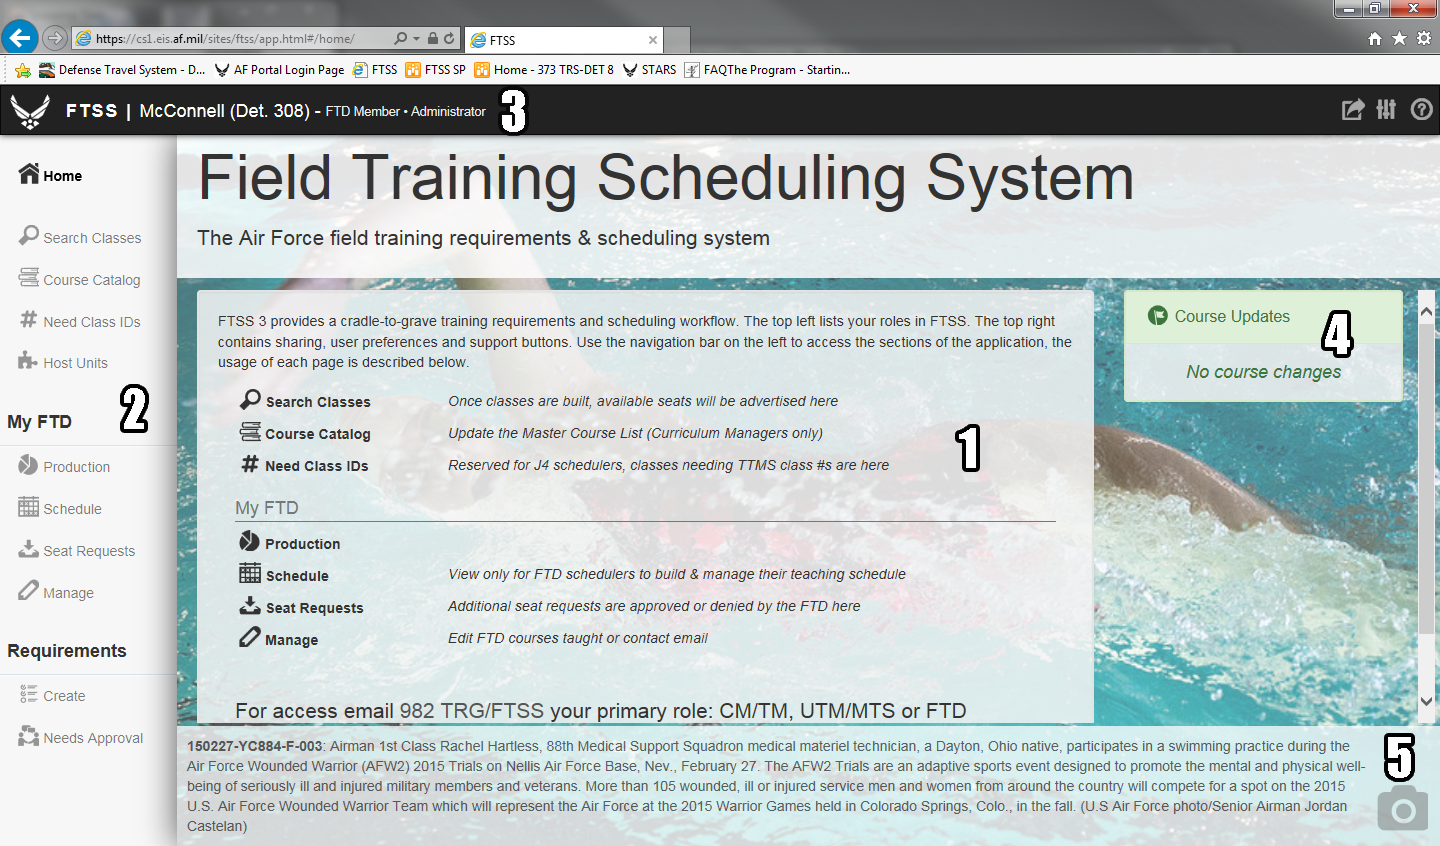 https://cs1.eis.af.mil/sites/ftss/app.html#/home/
FTSS
Defense Travel System - D...
AF Portal Login Page
FTSS
FTSS SP
Home - 373 TRS-DET 8
STARS
FAQThe Program - Startin...
FTSS | McConnell (Det. 308) - FTD Member • Administrator
3
Home
Search Classes
Course Catalog
Need Class IDs
Host Units
My FTD
2
Production
Schedule
Seat Requests
Manage
Requirements
Create
Needs Approval
Field Training Scheduling System
The Air Force field training requirements & scheduling system
FTSS 3 provides a cradle-to-grave training requirements and scheduling workflow. The top left lists your roles in FTSS. The top right
contains sharing, user preferences and support buttons. Use the navigation bar on the left to access the sections of the application, the
usage of each page is described below.
Search Classes Once classes are built, available seats will be advertised here
Course Catalog Update the Master Course List (Curriculum Managers only)
Need Class IDs Reserved for J4 schedulers, classes needing TTMS class #s are here
1
My FTD
Production
Schedule View only for FTD schedulers to build & manage their teaching schedule
Seat Requests Additional seat requests are approved or denied by the FTD here
Manage Edit FTD courses taught or contact email
For access email 982 TRG/FTSS your primary role: CM/TM, UTM/MTS or FTD
Course Updates
4
No course changes
150227-YC884-F-003: Airman 1st Class Rachel Hartless, 88th Medical Support Squadron medical materiel technician, a Dayton, Ohio native, participates in a swimming practice during the
Air Force Wounded Warrior (AFW2) 2015 Trials on Nellis Air Force Base, Nev., February 27. The AFW2 Trials are an adaptive sports event designed to promote the mental and physical well-
being of seriously ill and injured military members and veterans. More than 105 wounded, ill or injured service men and women from around the country will compete for a spot on the 2015
U.S. Air Force Wounded Warrior Team which will represent the Air Force at the 2015 Warrior Games held in Colorado Springs, Colo., in the fall. (U.S Air Force photo/Senior Airman Jordan
Castelan)
5